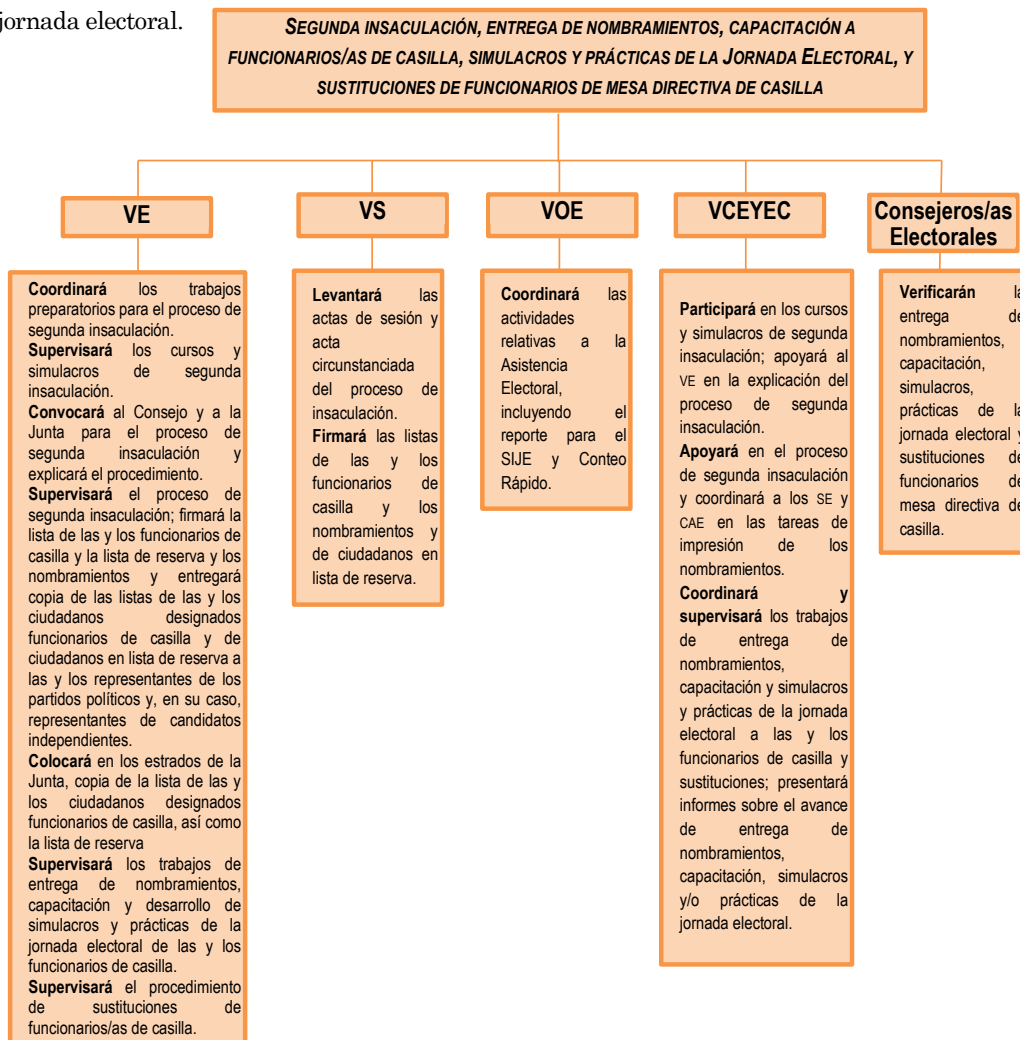 jornada electoral.
SEGUNDA INSACULACIÓN, ENTREGA DE NOMBRAMIENTOS, CAPACITACIÓN A
FUNCIONARIOS/AS DE CASILLA, SIMULACROS Y PRÁCTICAS DE LA JORNADA ELECTORAL, Y
SUSTITUCIONES DE FUNCIONARIOS DE MESA DIRECTIVA DE CASILLA
VE
Coordinará los trabajos
preparatorios para el proceso de
segunda insaculación.
Supervisará los cursos y
simulacros de segunda
insaculación.
Convocará al Consejo y a la
Junta para el proceso de
segunda insaculación y
explicará el procedimiento.
Supervisará el proceso de
segunda insaculación; firmará la
lista de las y los funcionarios de
casilla y la lista de reserva y los
nombramientos y entregará
copia de las listas de las y los
ciudadanos designados
funcionarios de casilla y de
ciudadanos en lista de reserva a
las y los representantes de los
partidos políticos y, en su caso,
representantes de candidatos
independientes.
Colocará en los estrados de la
Junta, copia de la lista de las y
los ciudadanos designados
funcionarios de casilla, así como
la lista de reserva
Supervisará los trabajos de
entrega de nombramientos,
capacitación y desarrollo de
simulacros y prácticas de la
jornada electoral de las y los
funcionarios de casilla.
Supervisará el procedimiento
de sustituciones de
funcionarios/as de casilla.
VS
Levantará las
actas de sesión y
acta
circunstanciada
del proceso de
insaculación.
Firmará las listas
de las y los
funcionarios de
casilla y los
nombramientos y
de ciudadanos en
lista de reserva.
VOE
Coordinará las
actividades
relativas a la
Asistencia
Electoral,
incluyendo el
reporte para el
SIJE y Conteo
Rápido.
VCEYEC
Participará en los cursos
y simulacros de segunda
insaculación; apoyará al
VE en la explicación del
proceso de segunda
insaculación.
Apoyará en el proceso
de segunda insaculación
y coordinará a los SE y
CAE en las tareas de
impresión de los
nombramientos.
Coordinará y
supervisará los trabajos
de entrega de
nombramientos,
capacitación y simulacros
y prácticas de la jornada
electoral a las y los
funcionarios de casilla y
sustituciones; presentará
informes sobre el avance
de entrega de
nombramientos,
capacitación, simulacros
y/o prácticas de la
jornada electoral.
Consejeros/as
Electorales
Verificarán la
entrega de
nombramientos,
capacitación,
simulacros,
prácticas de la
jornada electoral y
sustituciones de
funcionarios de
mesa directiva de
casilla.